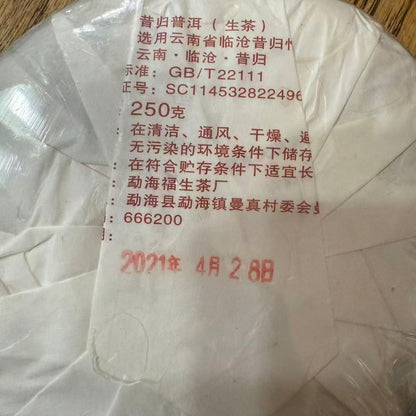 昔归普洱（生茶）
选用云南省临沧昔归
云南·临沧·昔归
标准：GB/T22111
证号：SC114532822496
：250克
：在清洁、通风、干燥、
无污染的环境条件下储存
：在符合贮存条件下适宜长
：勐海福生茶厂
：勐海县勐海镇曼真村委会
：666200
期：
2021年 4月28日